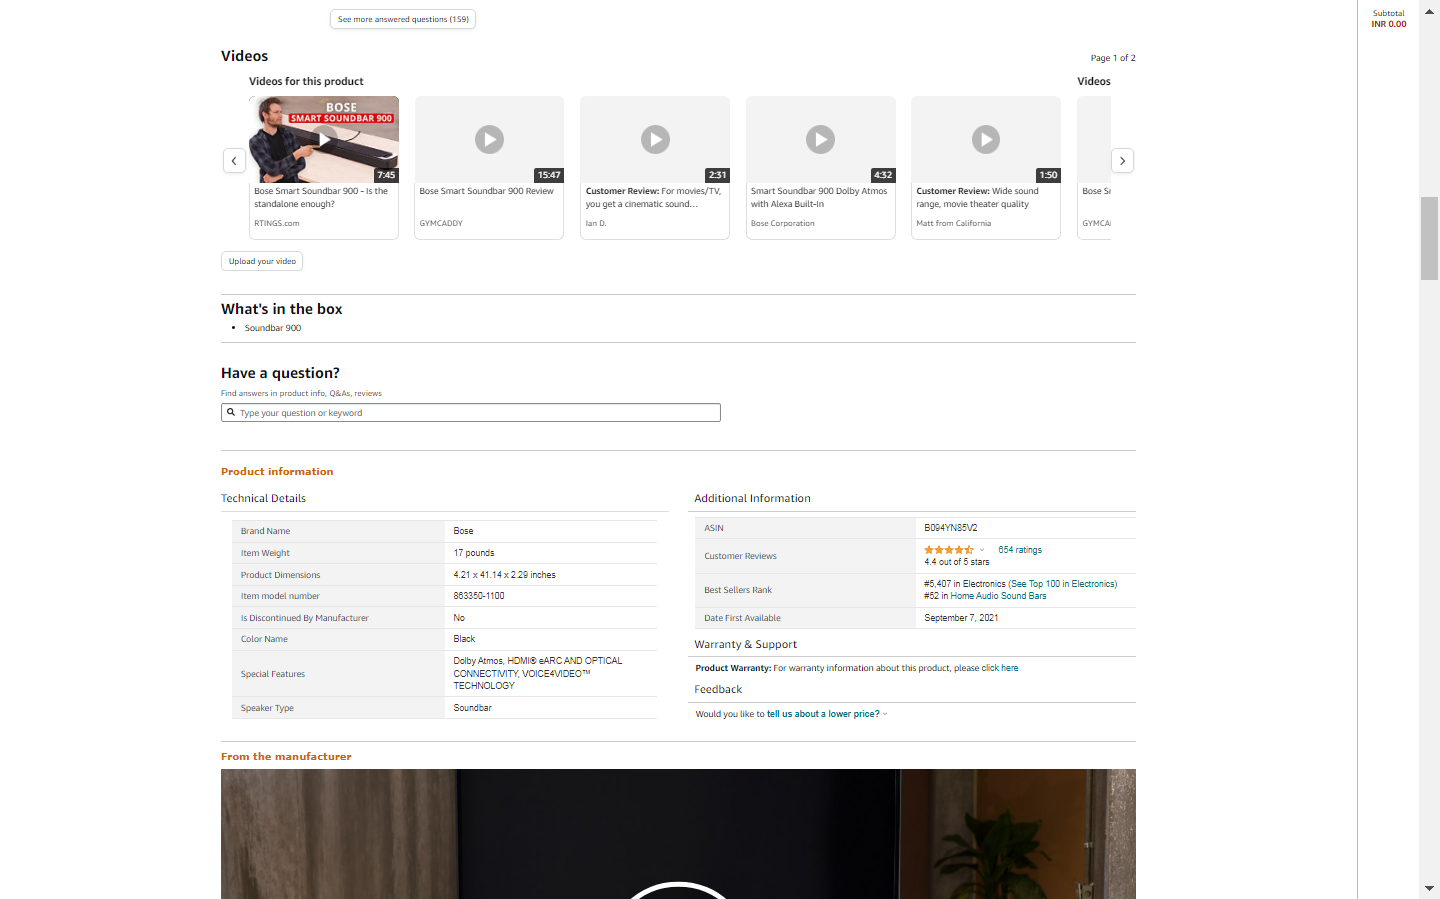 See more answered questions (159)
Subtotal
INR 0.00
Videos
Page 1 of 2
Videos for this product
Videos
BOSE
SMART SOUNDBAR 900
7:45
15:47
2:31
4:32
1:50
Bose Smart Soundbar 900 - Is the
standalone enough?
RTINGS.com
Bose Smart Soundbar 900 Review
GYMCADDY
Customer Review: For movies/TV,
you get a cinematic sound...
Ian D.
Smart Soundbar 900 Dolby Atmos
with Alexa Built-In
Bose Corporation
Customer Review: Wide sound
range, movie theater quality
Matt from California
Bose
Upload your video
What's in the box
• Soundbar 900
Have a question?
Find answers in product info, Q&As, reviews
Type your question or keyword
Product information
Technical Details
Brand Name Bose
Item Weight 17 pounds
Product Dimensions 4.21 x 41.14 x 2.29 inches
Item model number 863350-1100
Is Discontinued By Manufacturer No
Color Name Black
Special Features Dolby Atmos, HDMI® eARC AND OPTICAL
CONNECTIVITY, VOICE4VIDEO™
TECHNOLOGY
Speaker Type Soundbar
Additional Information
ASIN B094YN85V2
Customer Reviews 654 ratings
4.4 out of 5 stars
Best Sellers Rank #5,407 in Electronics (See Top 100 in Electronics)
#52 in Home Audio Sound Bars
Date First Available September 7, 2021
Warranty & Support
Product Warranty: For warranty information about this product, please click here
Feedback
Would you like to tell us about a lower price?
From the manufacturer